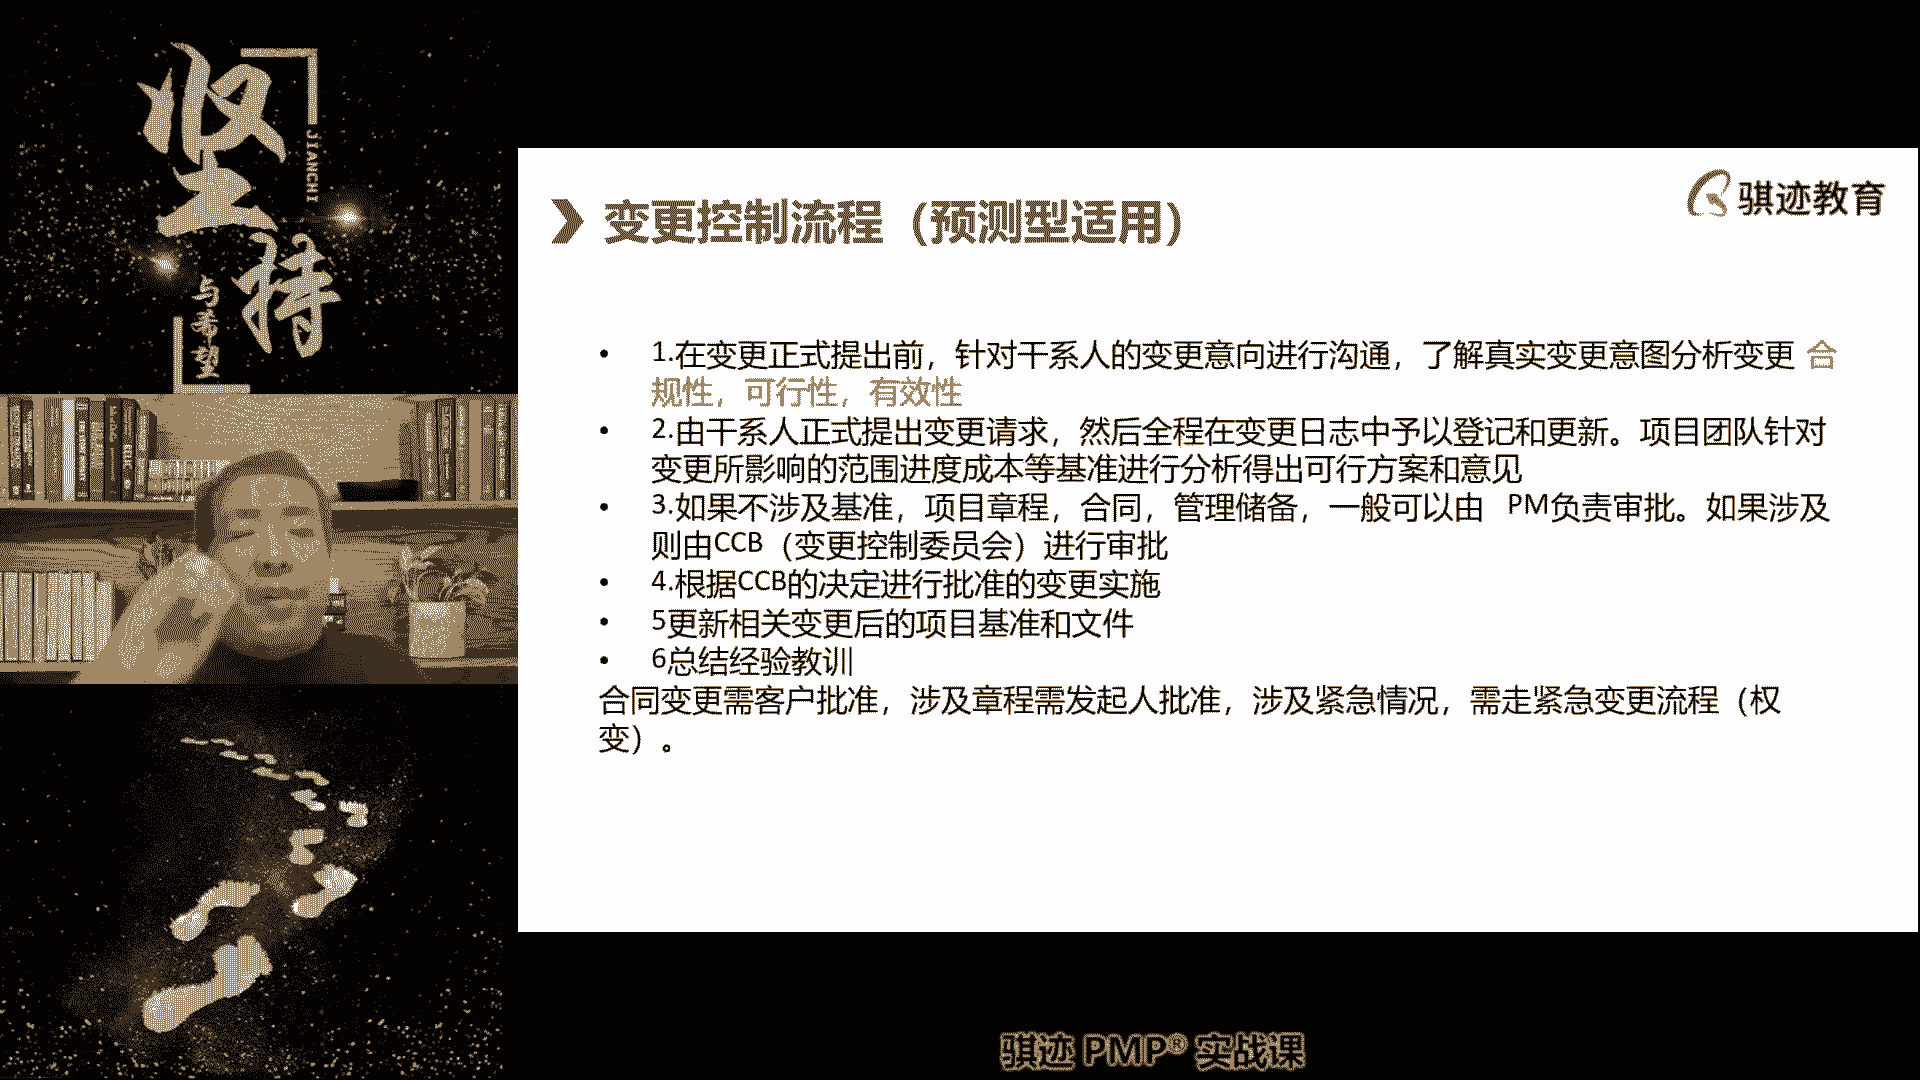 坚持
JIANCHI
与希望
骐迹教育
变更控制流程（预测型适用）
• 1.在变更正式提出前，针对干系人的变更意向进行沟通，了解真实变更意图分析变更 合
规性，可行性，有效性
• 2.由干系人正式提出变更请求，然后全程在变更日志中予以登记和更新。项目团队针对
变更所影响的范围进度成本等基准进行分析得出可行方案和意见
• 3.如果不涉及基准，项目章程，合同，管理储备，一般可以由 PM负责审批。如果涉及
则由CCB（变更控制委员会）进行审批
• 4.根据CCB的决定进行批准的变更实施
• 5更新相关变更后的项目基准和文件
• 6总结经验教训
合同变更需客户批准，涉及章程需发起人批准，涉及紧急情况，需走紧急变更流程（权
变）。
骐迹 PMP® 实战课